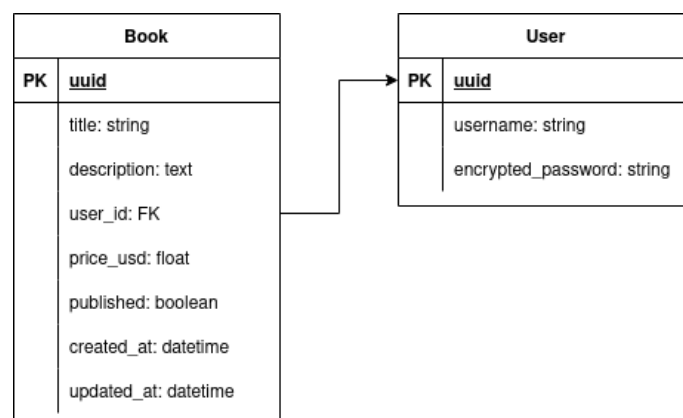 Book
PK uuid
title: string
description: text
user_id: FK
price_usd: float
published: boolean
created_at: datetime
updated_at: datetime
User
PK uuid
username: string
encrypted_password: string